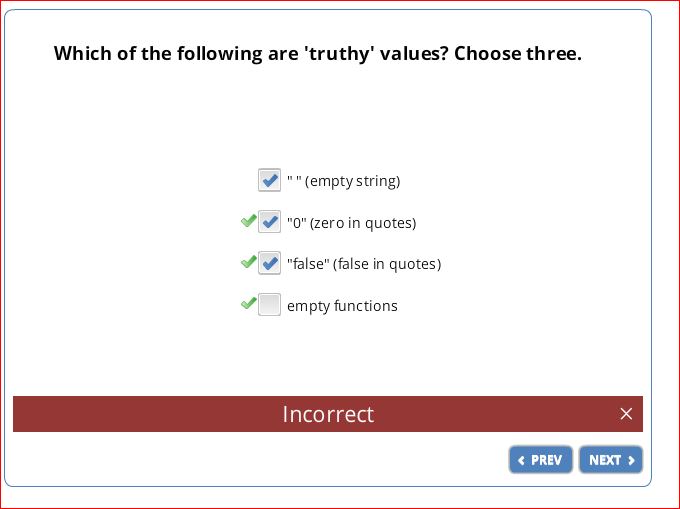 Which of the following are 'truthy' values? Choose three.
" " (empty string)
"0" (zero in quotes)
"false" (false in quotes)
empty functions
Incorrect
PREV
NEXT